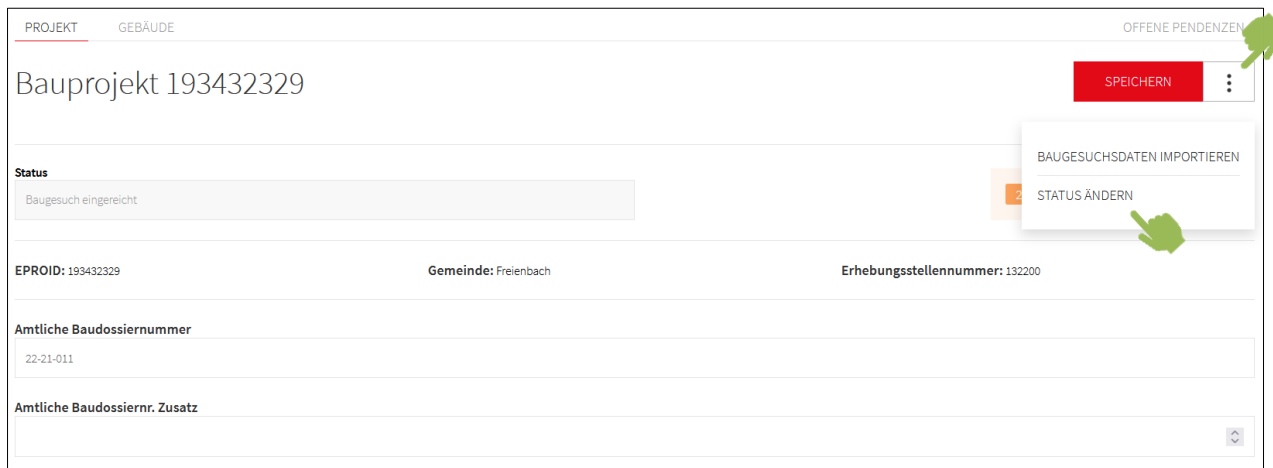 PROJEKT GEBÄUDE OFFENE PENDENZEN
Bauprojekt 193432329
SPEICHERN
BAUGESUCHSDATEN IMPORTIEREN
STATUS ÄNDERN
Status
Baugesuch eingereicht
2
EPROID: 193432329 Gemeinde: Freienbach Erhebungsstellennummer: 132200
Amtliche Baudossiernummer
22-21-011
Amtliche Baudossiernr. Zusatz